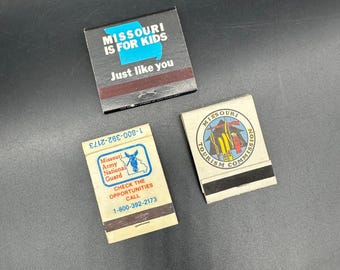 MISSOURI
IS FOR KIDS
Just like you
1-800-392-2173
Missouri
Army
National
Guard
CHECK THE
OPPORTUNITIES
CALL
1-800-392-2173
MISSOURI
TOURISM COMMISSION